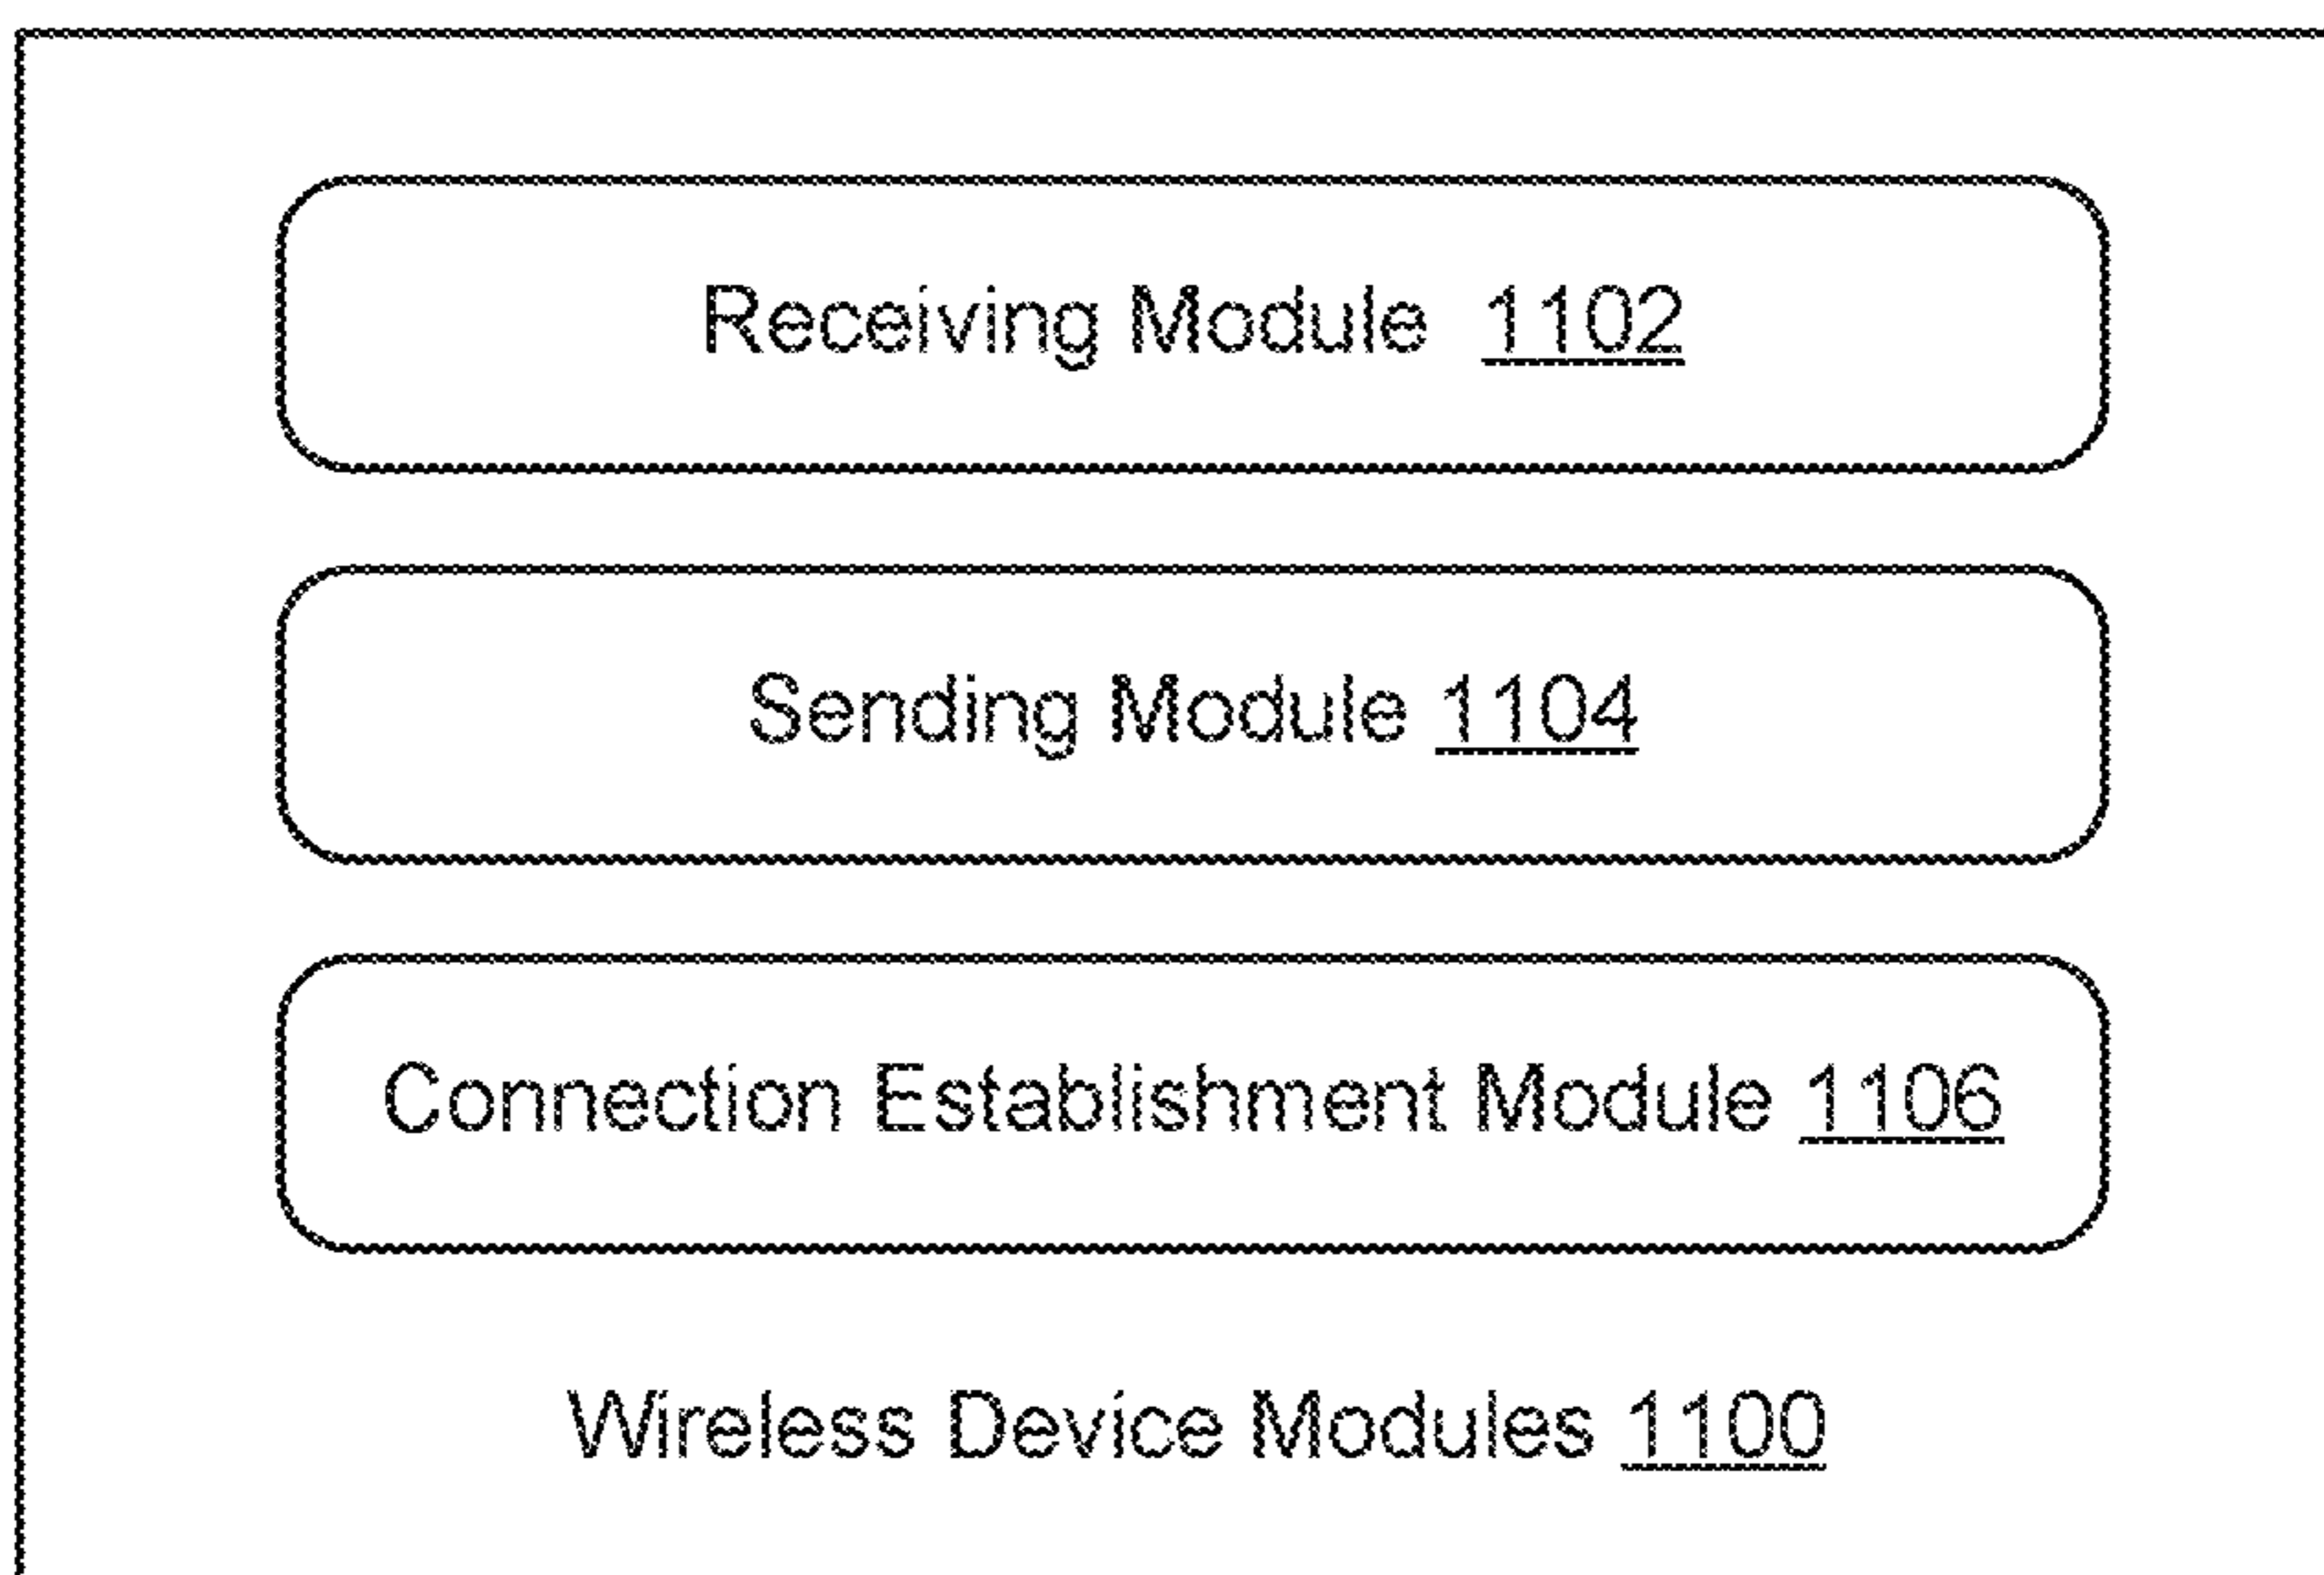 Receiving Module 1102
Sending Module 1104
Connection Establishment Module 1106
Wireless Device Modules 1100